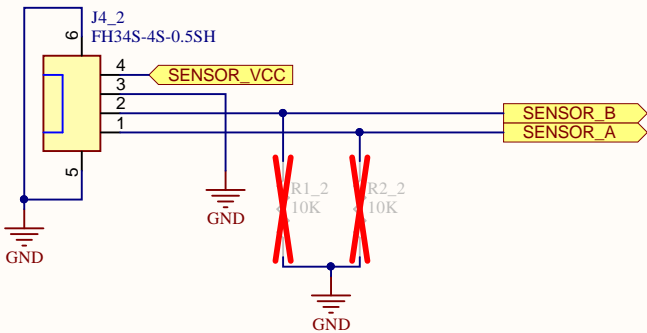 J4_2
FH34S-4S-0.5SH
6
4
SENSOR_VCC
3
2
SENSOR_B
1
SENSOR_A
5
R1_2
10K
R2_2
10K
GND
GND
GND